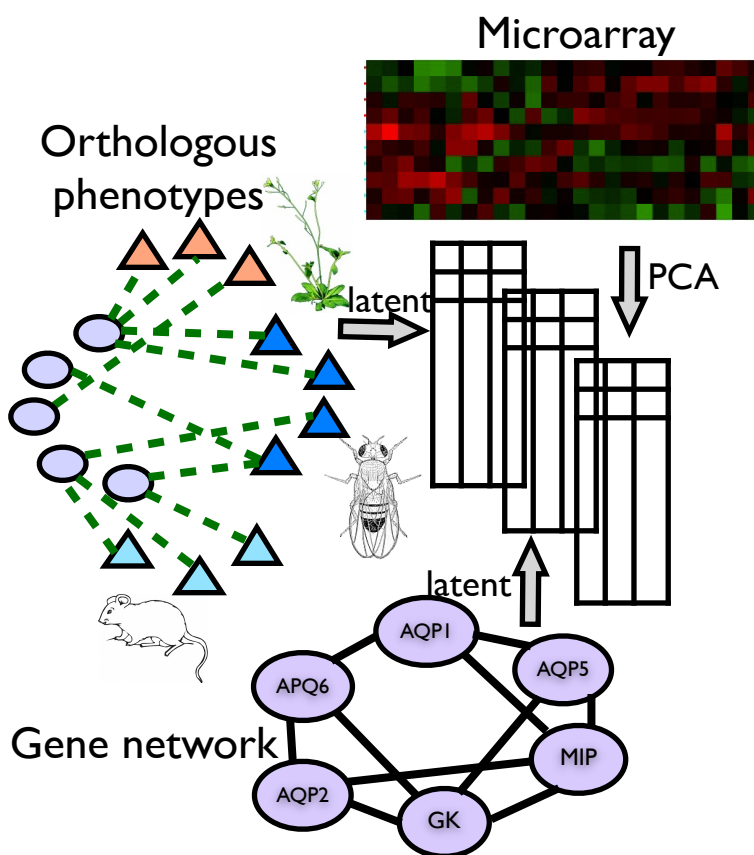 Microarray
Orthologous
phenotypes
latent
PCA
latent
AQP1
APQ6
AQP5
Gene network
MIP
AQP2
GK